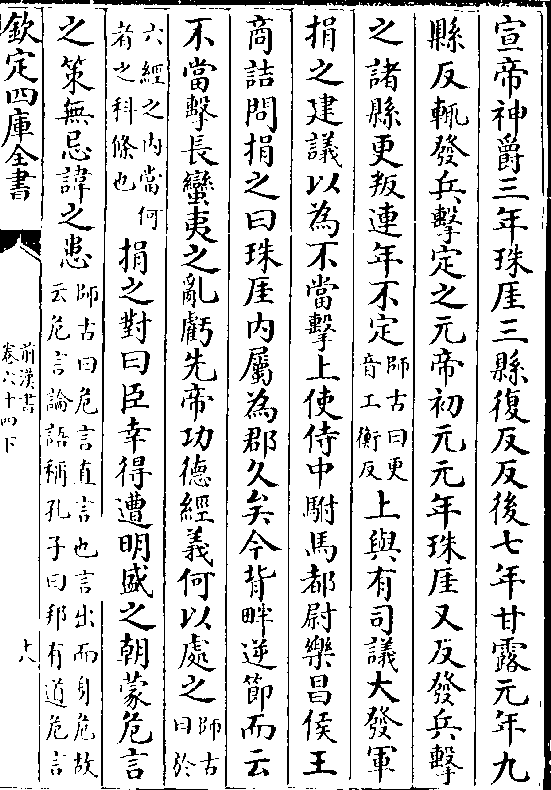 宣帝神爵三年珠厓三縣復反反後七年甘露元年九
縣反輒發兵擊定之元帝初元元年珠厓又反發兵擊
之諸縣更叛連年不定師古曰更
音工衡反上與有司議大發軍
捐之建議以為不當擊上使侍中駙馬都尉樂昌侯王
商詰問捐之曰珠厓内屬為郡久矣今背畔逆節而云
不當擊長蠻夷之亂虧先帝功德經義何以處之師古
曰於
六經之内當何
者之科條也捐之對曰臣幸得遭明盛之朝蒙危言
之策無忌諱之患師古曰危言直言也言出而身危故
云危言論語稱孔子曰邦有道危言
欽定四庫全書
前漢書
卷六十四下
十八